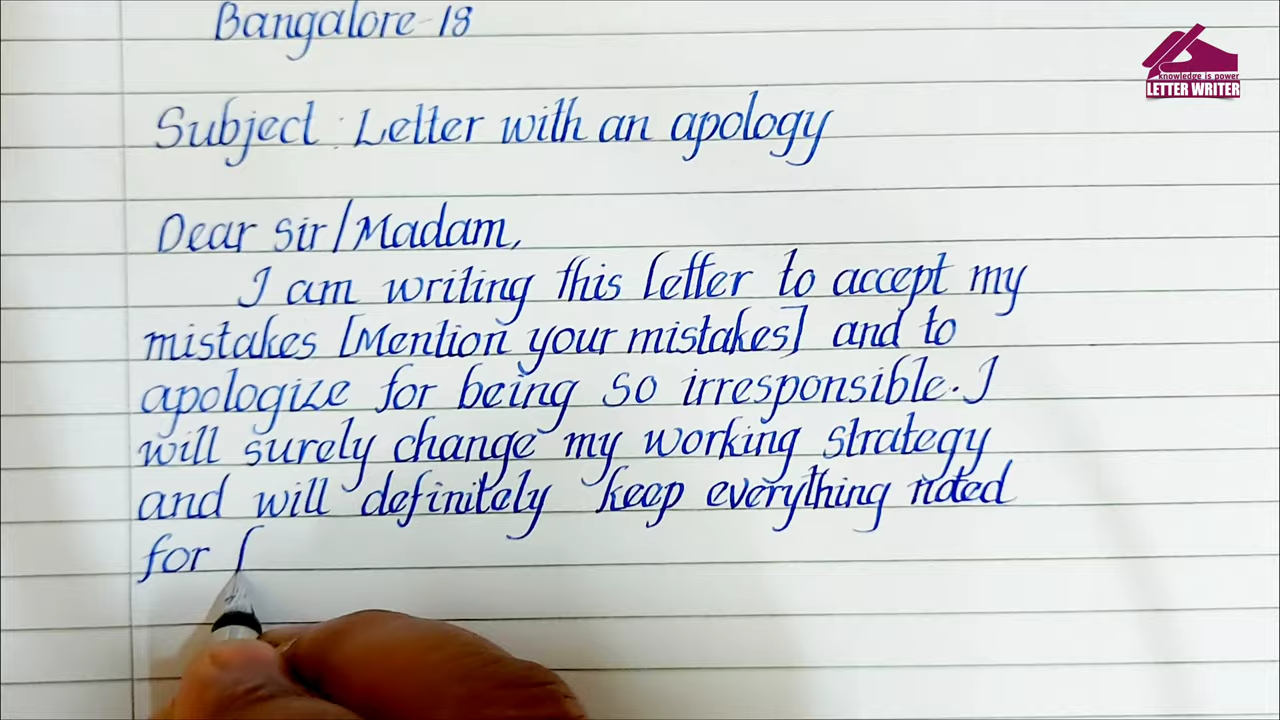 Bangalore-18
knowledge is power
LETTER WRITER
Subject : Letter with an apology
Dear Sir/Madam,
I am writing this letter to accept my
mistakes [Mention your mistakes] and to
apologize for being so irresponsible. I
will surely change my working strategy
and will definitely keep everything noted
for